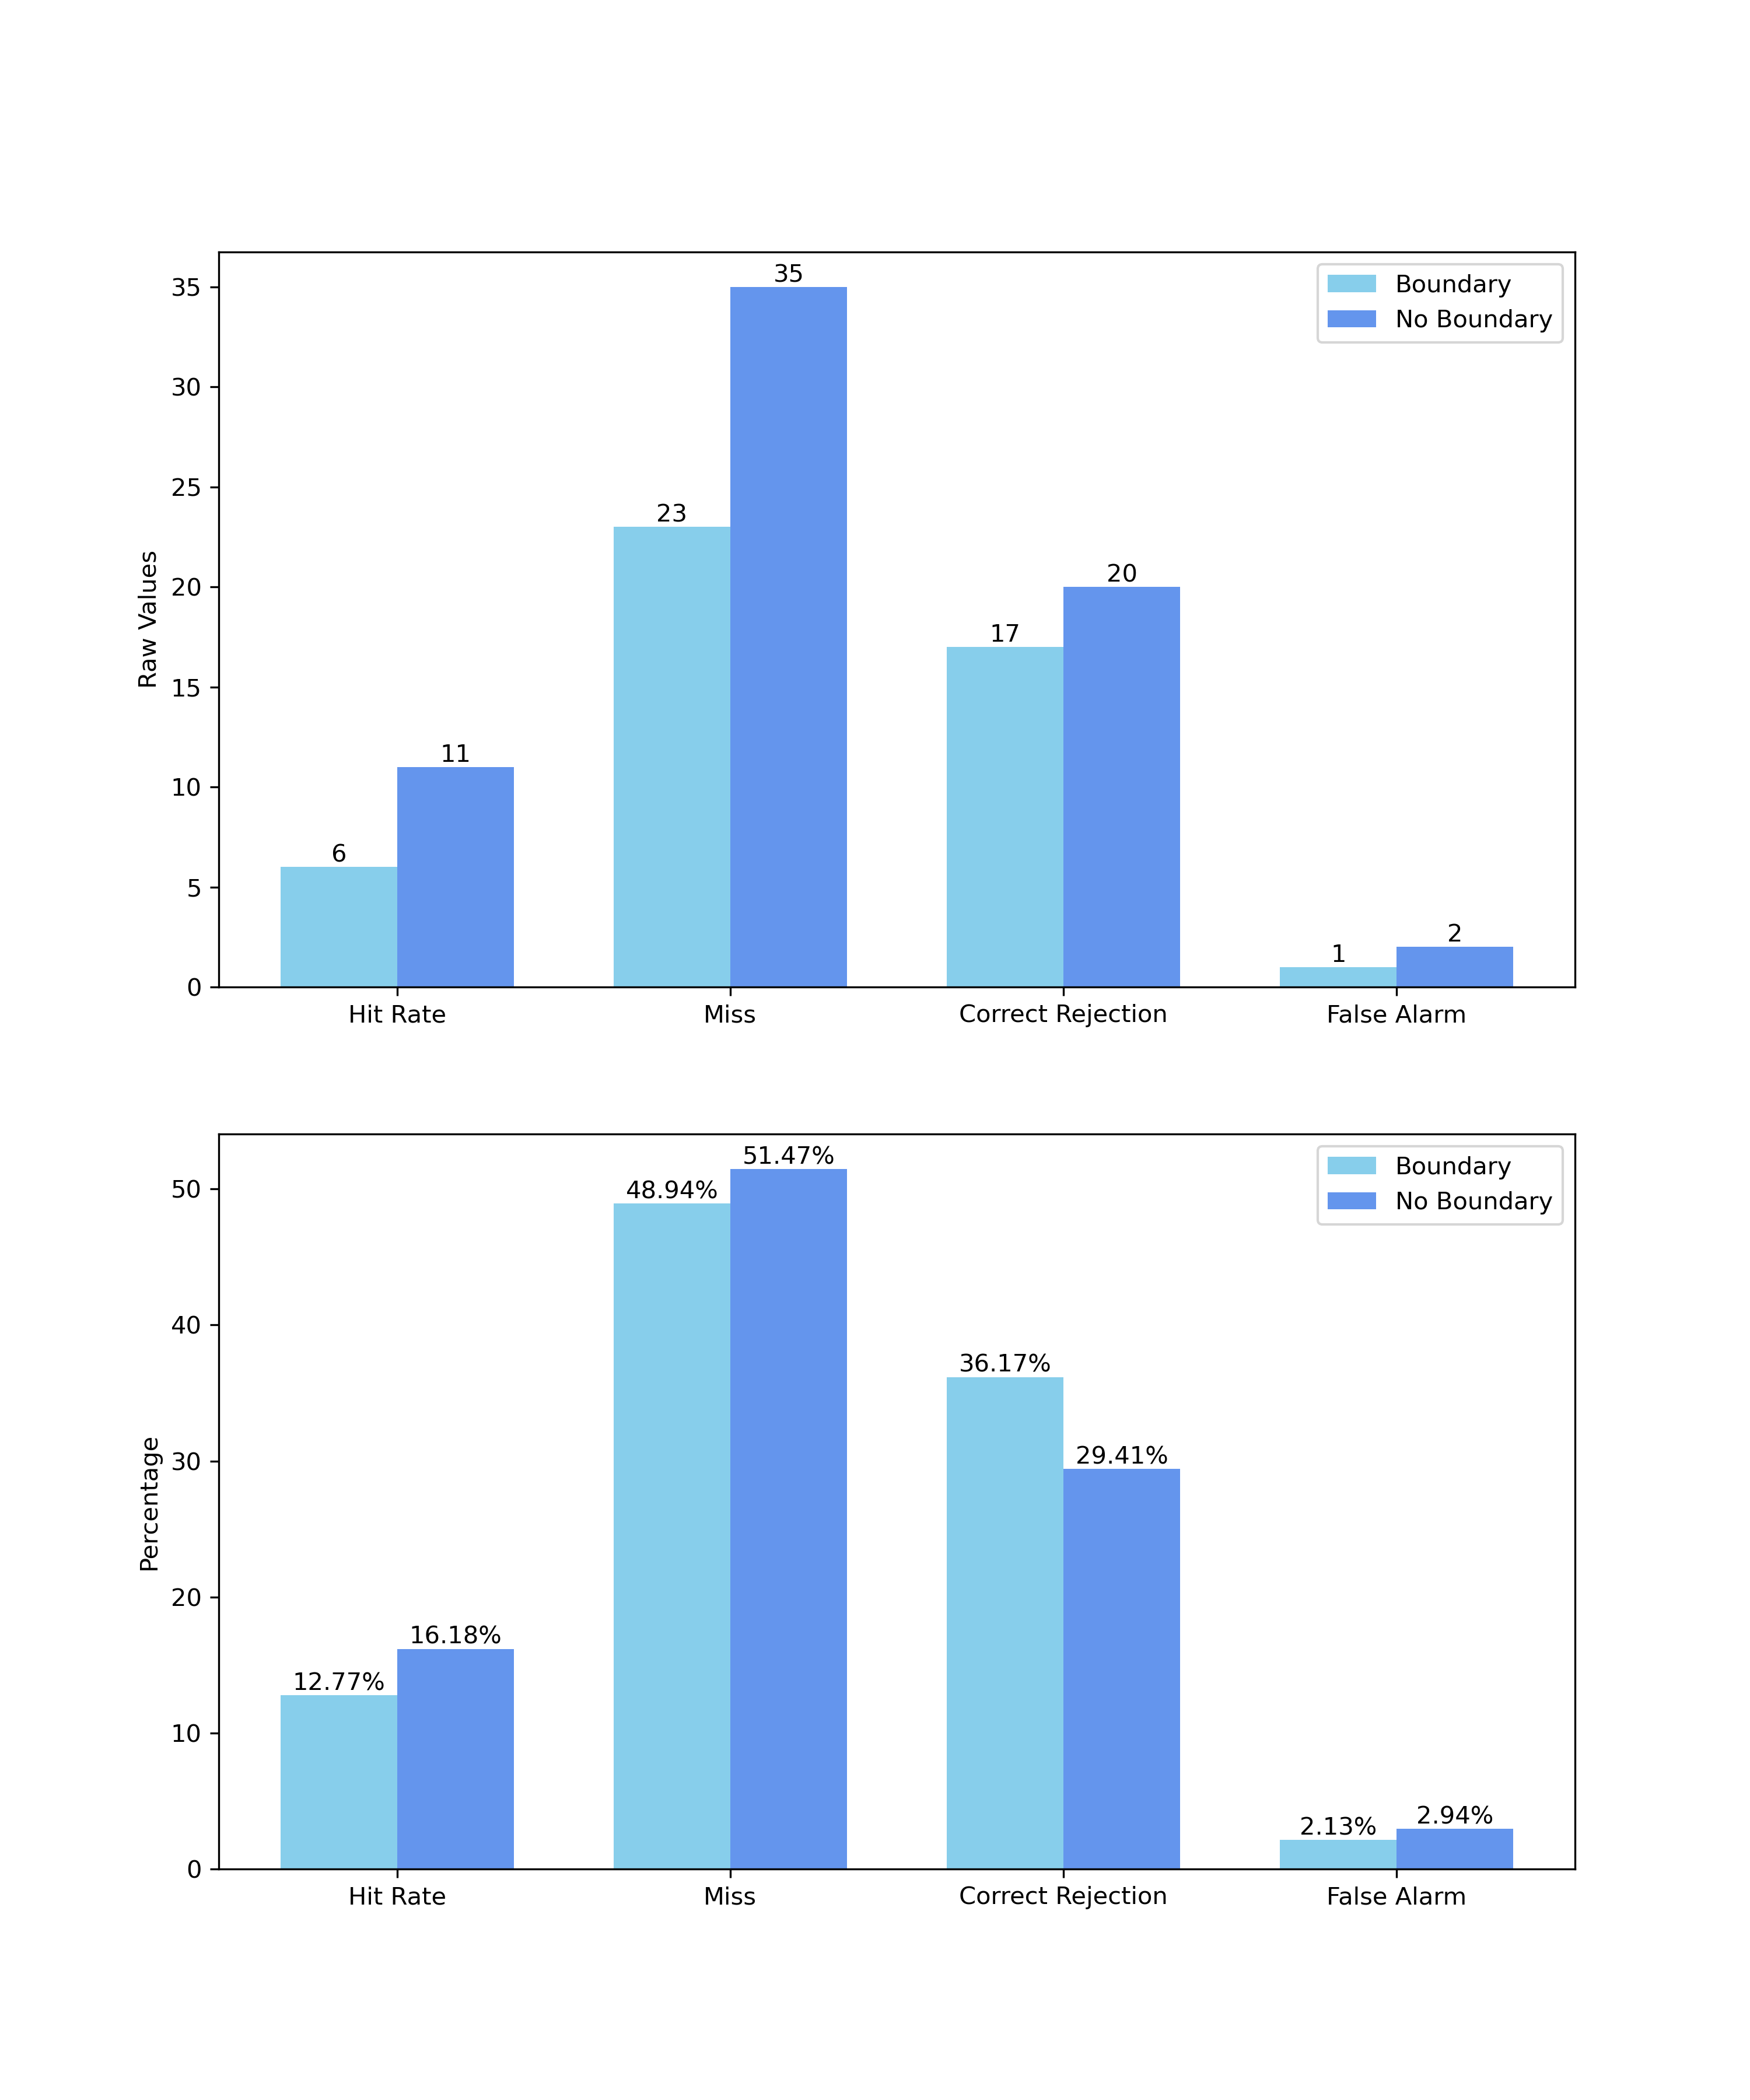 35
Boundary
No Boundary
35
30
25
23
20
20
17
15
11
10
6
5
2
1
0
Raw Values
Hit Rate
Miss
Correct Rejection
False Alarm
51.47%
Boundary
No Boundary
50
48.94%
40
36.17%
30
29.41%
20
16.18%
12.77%
10
2.94%
2.13%
0
Percentage
Hit Rate
Miss
Correct Rejection
False Alarm